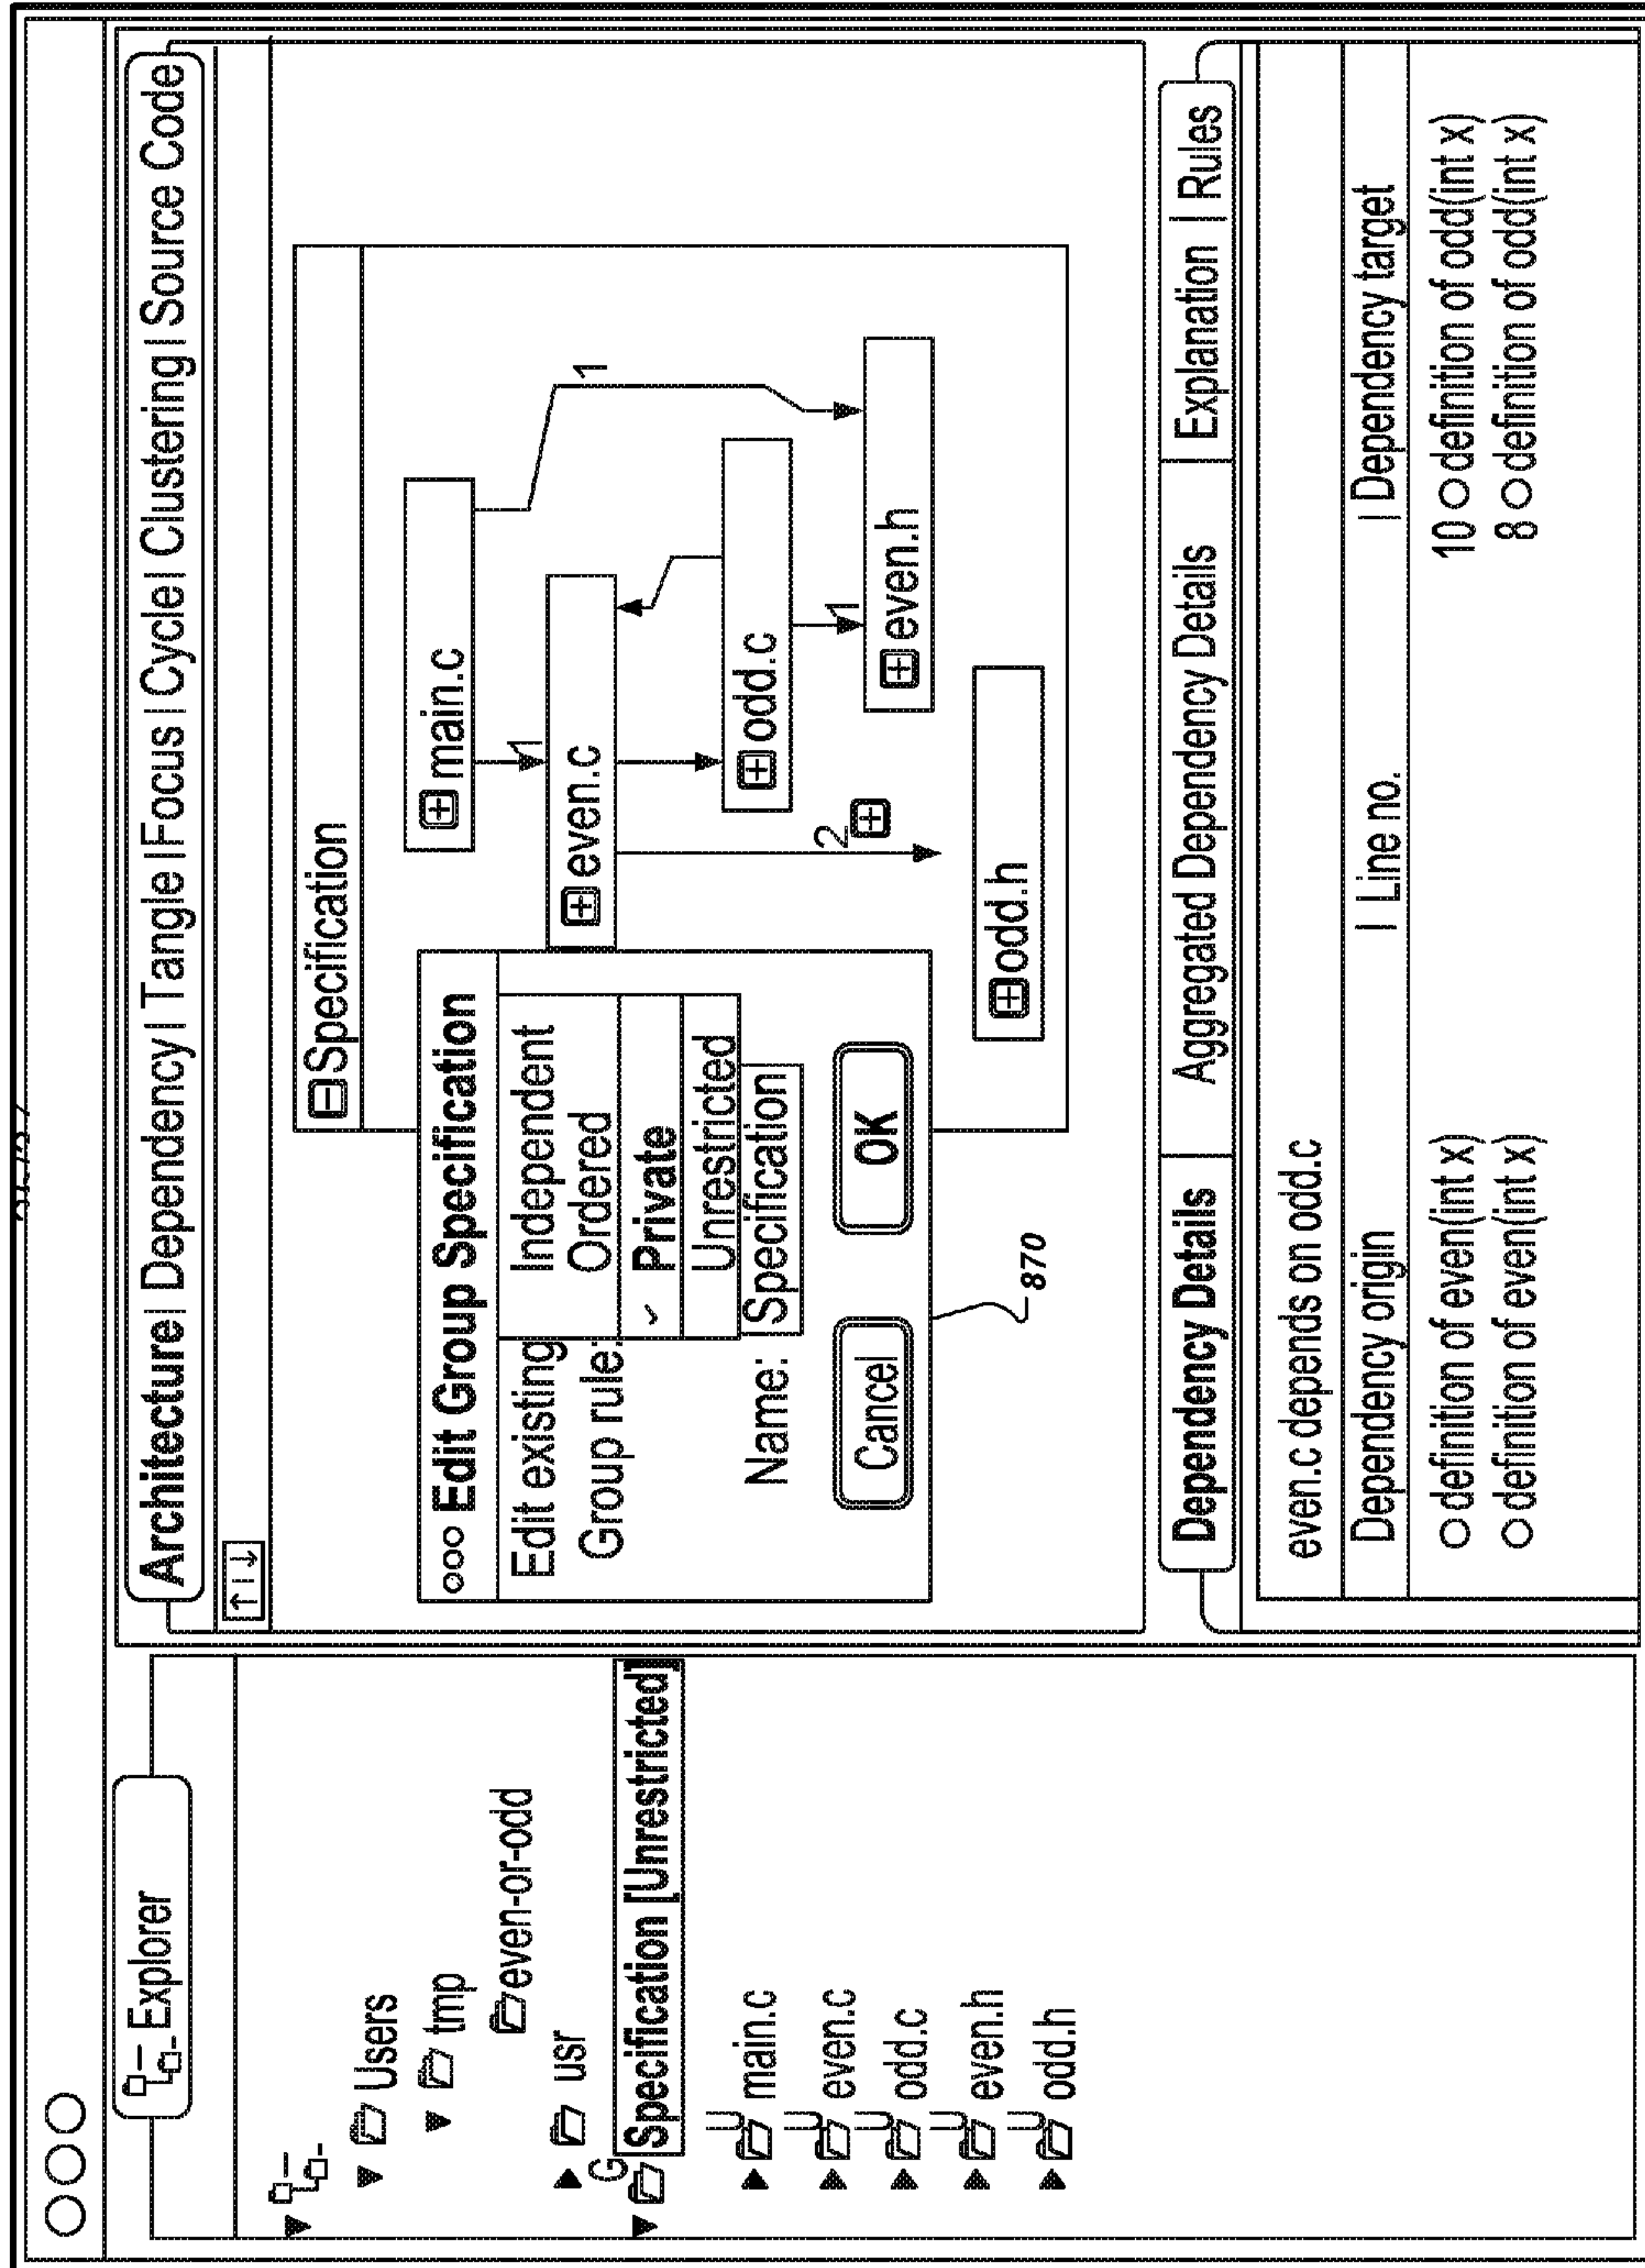 Explorer
Users
tmp
even-or-odd
usr
G
Specification [Unrestricted]
main.c
even.c
odd.c
even.h
odd.h
Architecture | Dependency | Tangle | Focus | Cycle | Clustering | Source Code
Specification
main.c
1
1
even.c
odd.c
2
1
even.h
odd.h
Edit Group Specification
Edit existing
Group rule:
Independent
Ordered
✓ Private
Unrestricted
Name: Specification
Cancel OK
870
Dependency Details | Aggregated Dependency Details | Explanation | Rules
even.c depends on odd.c
Dependency origin | Line no. | Dependency target
definition of even(int x) 10 definition of odd(int x)
definition of even(int x) 8 definition of odd(int x)